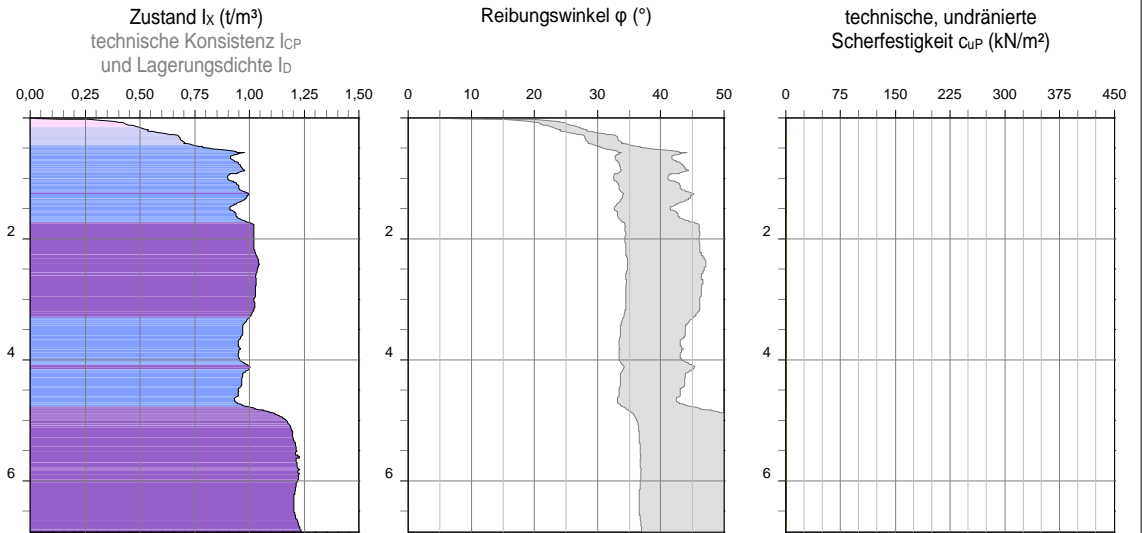 Zustand Ix (t/m³)
technische Konsistenz ICP
und Lagerungsdichte ID
0,00 0,25 0,50 0,75 1,00 1,25 1,50
2
4
6
Reibungswinkel φ (°)
0 10 20 30 40 50
2
4
6
technische, undränierte
Scherfestigkeit cuP (kN/m²)
0 75 150 225 300 375 450
2
4
6